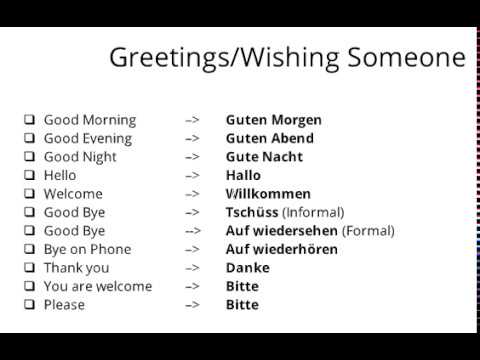 Greetings/Wishing Someone
❑ Good Morning –> Guten Morgen
❑ Good Evening –> Guten Abend
❑ Good Night –> Gute Nacht
❑ Hello –> Hallo
❑ Welcome –> Willkommen
❑ Good Bye –> Tschüss (Informal)
❑ Good Bye --> Auf wiedersehen (Formal)
❑ Bye on Phone –> Auf wiederhören
❑ Thank you –> Danke
❑ You are welcome –> Bitte
❑ Please –> Bitte